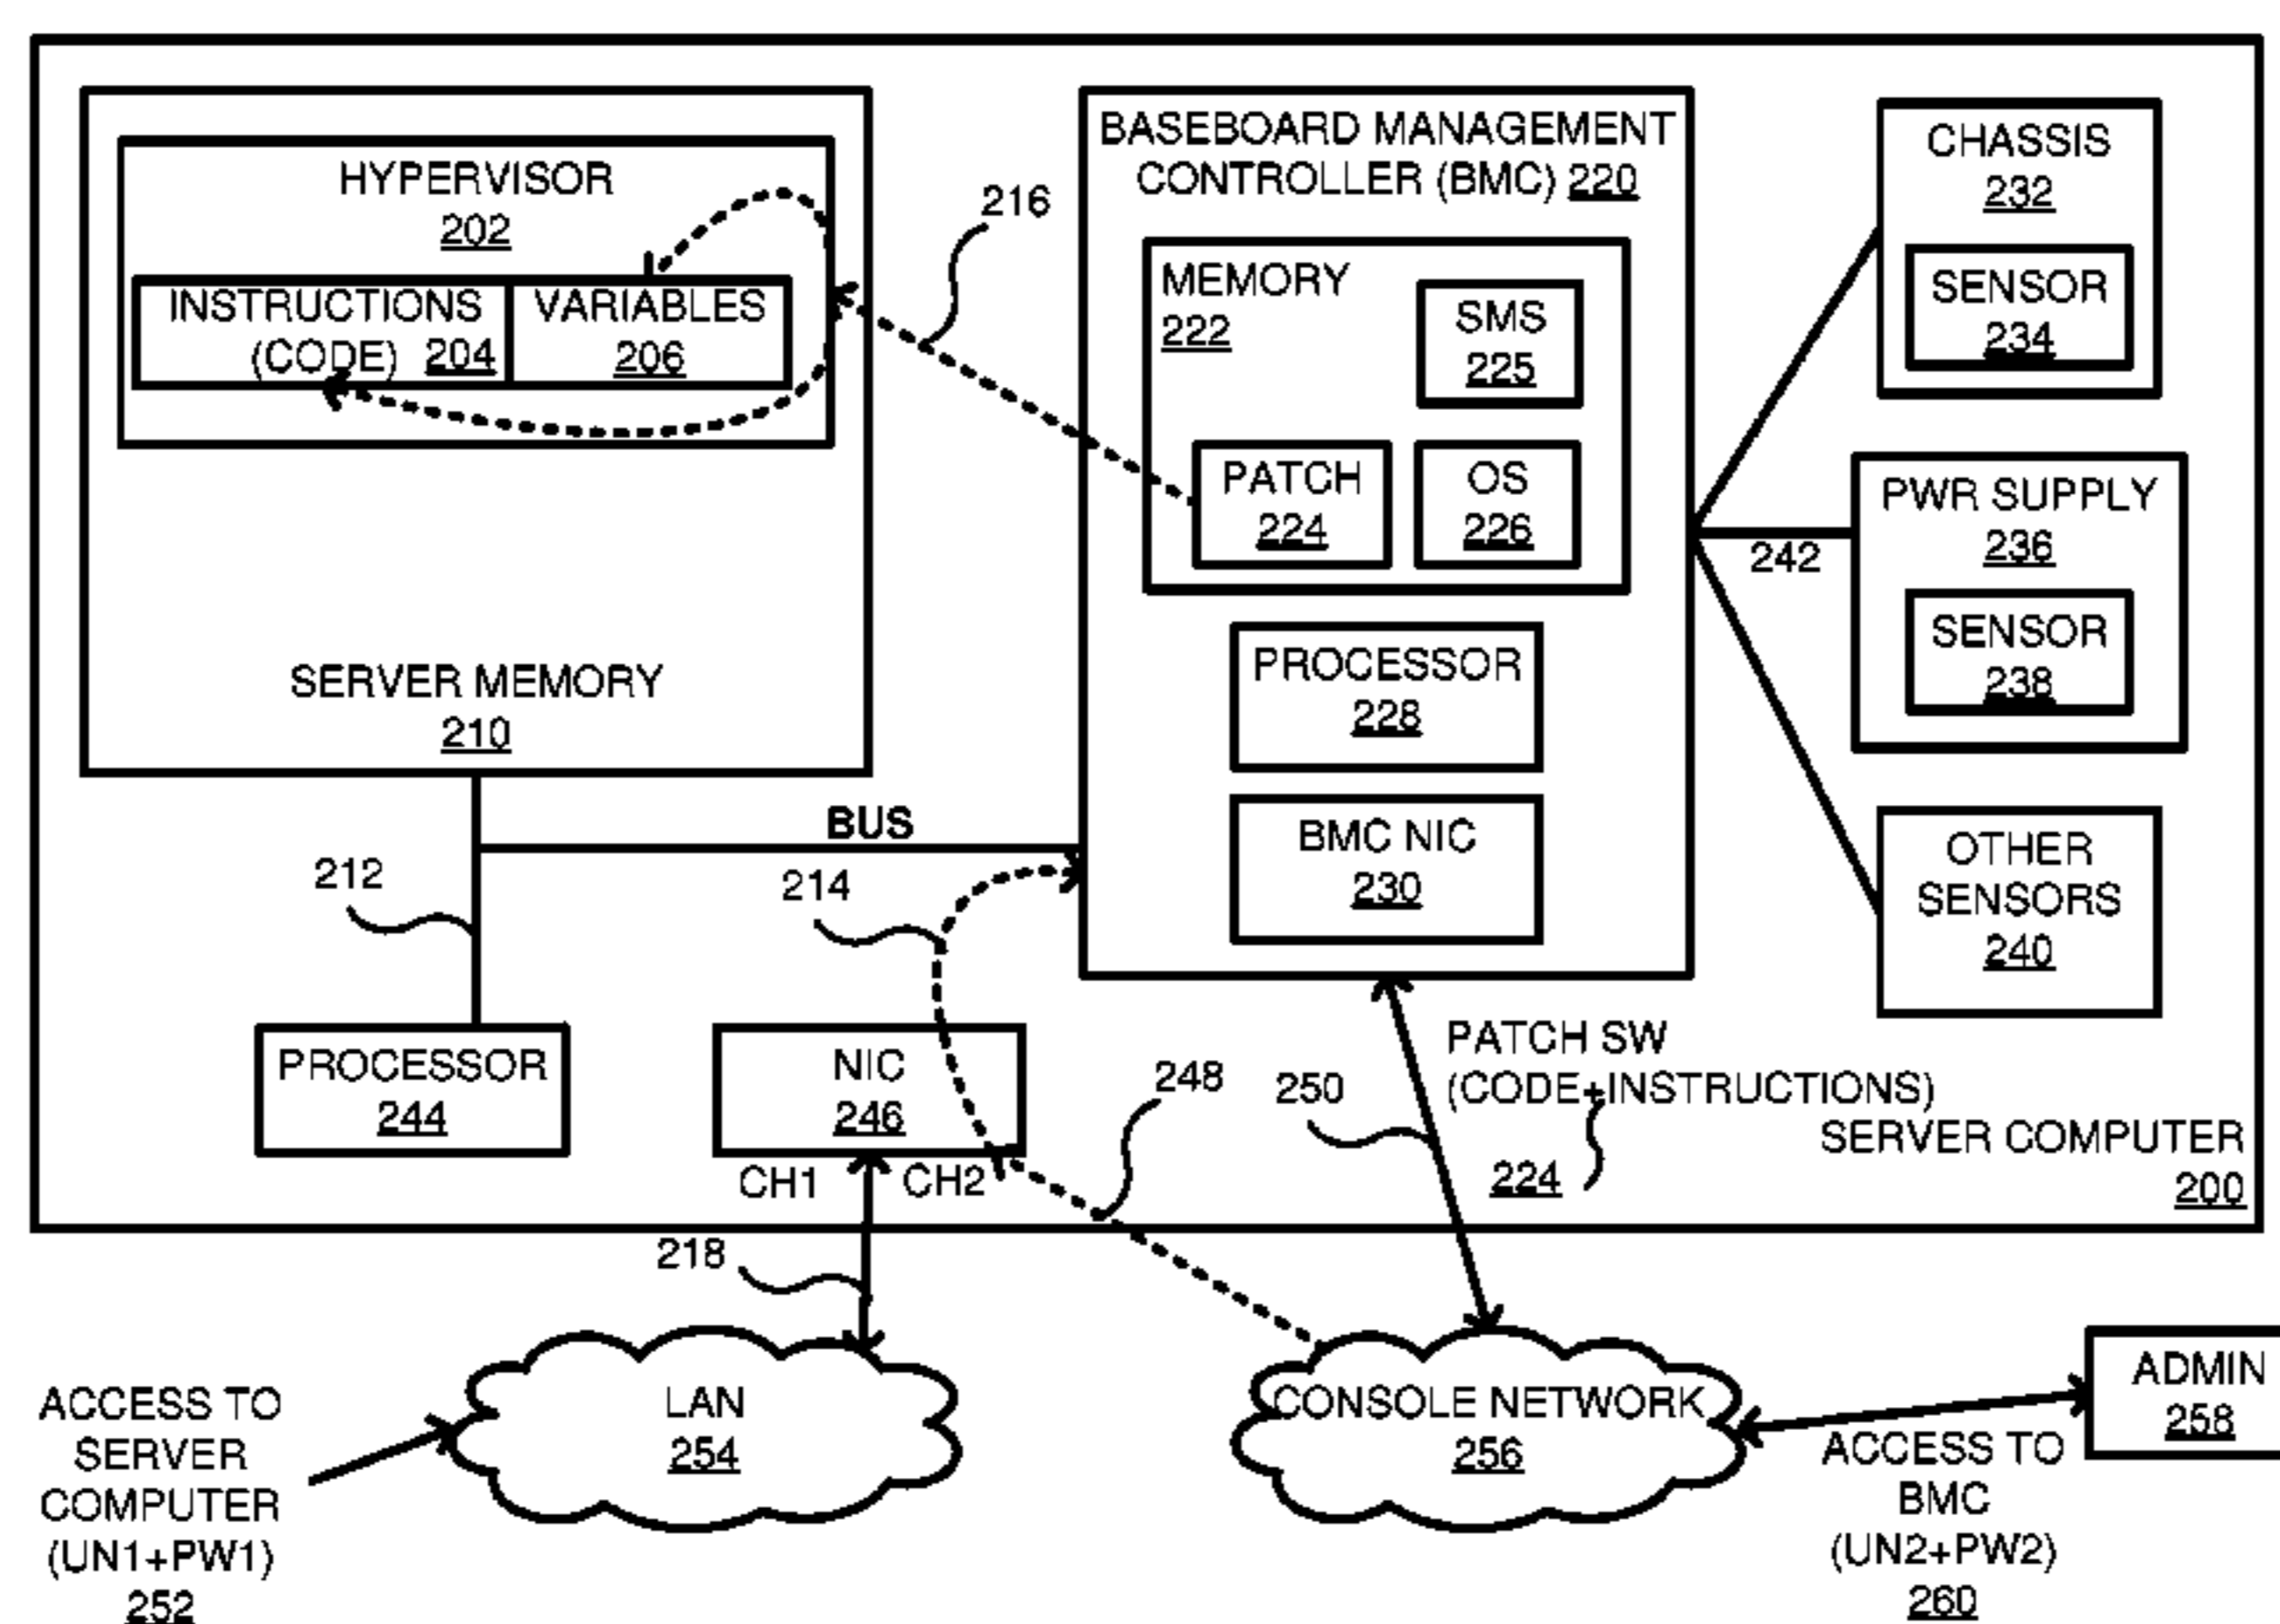 HYPERVISOR
202
INSTRUCTIONS
(CODE) 204
VARIABLES
206
SERVER MEMORY
210
216
BASEBOARD MANAGEMENT
CONTROLLER (BMC) 220
MEMORY
222
SMS
225
PATCH
224
OS
226
PROCESSOR
228
BMC NIC
230
CHASSIS
232
SENSOR
234
PWR SUPPLY
236
SENSOR
238
242
OTHER
SENSORS
240
BUS
212
214
PROCESSOR
244
NIC
246
CH1
CH2
248
250
PATCH SW
(CODE+INSTRUCTIONS)
224
SERVER COMPUTER
200
218
ACCESS TO
SERVER
COMPUTER
(UN1+PW1)
252
LAN
254
CONSOLE NETWORK
256
ADMIN
258
ACCESS TO
BMC
(UN2+PW2)
260